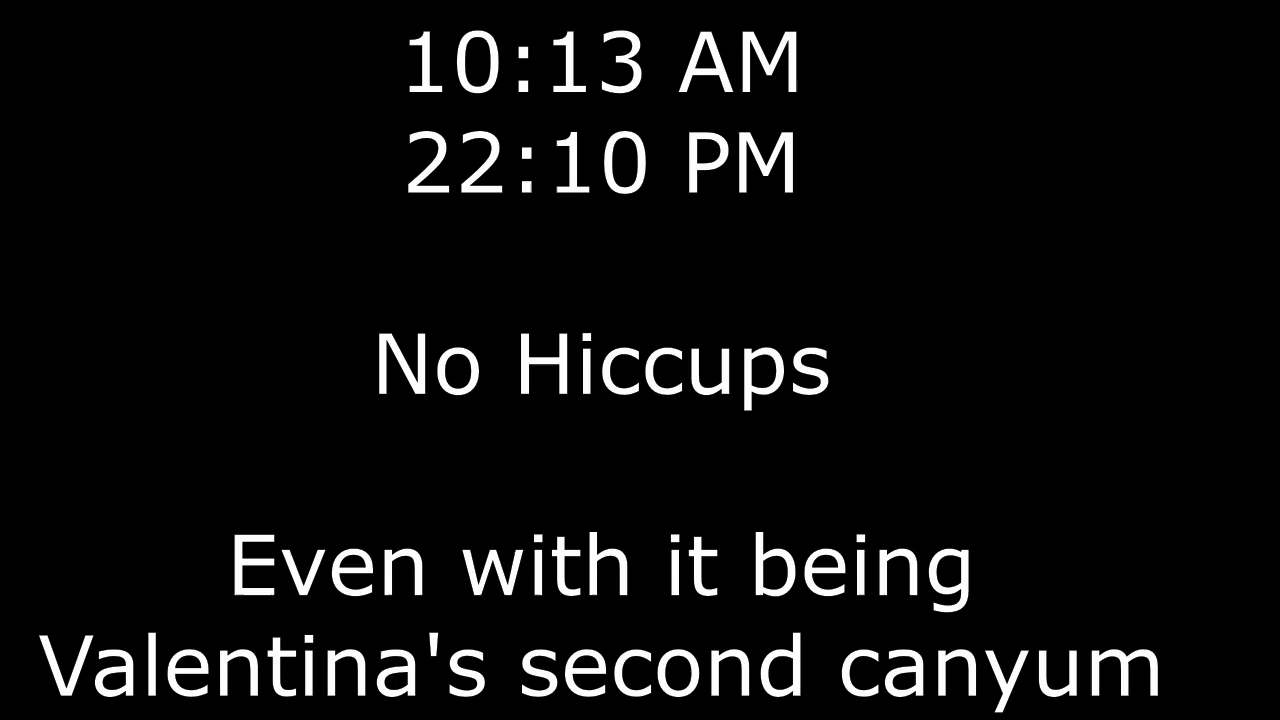 10:13 AM
22:10 PM
No Hiccups
Even with it being
Valentina's second canyum